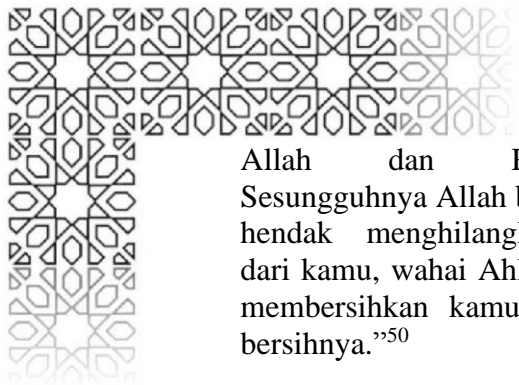 Allah dan
Sesungguhnya Allah
hendak
dari kamu, wahai
membersihkan kamu
bersihnya.”⁵⁰